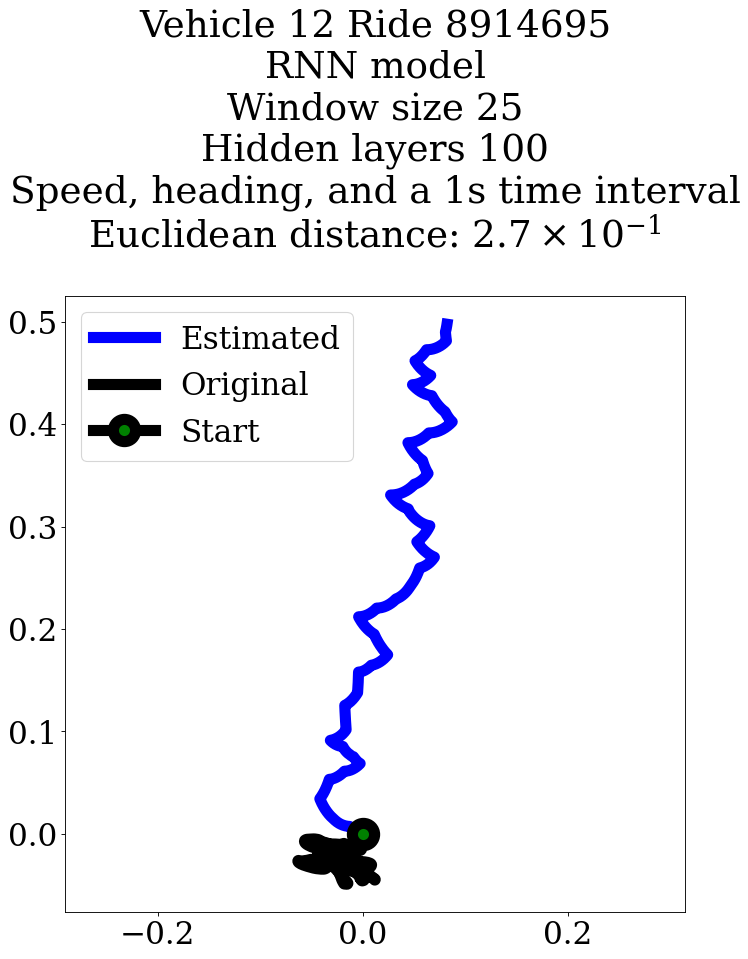 Vehicle 12 Ride 8914695
RNN model
Window size 25
Hidden layers 100
Speed, heading, and a 1s time interval
Euclidean distance: 2.7 × 10⁻¹
Estimated
Original
Start
0.5
0.4
0.3
0.2
0.1
0.0
−0.2 0.0 0.2